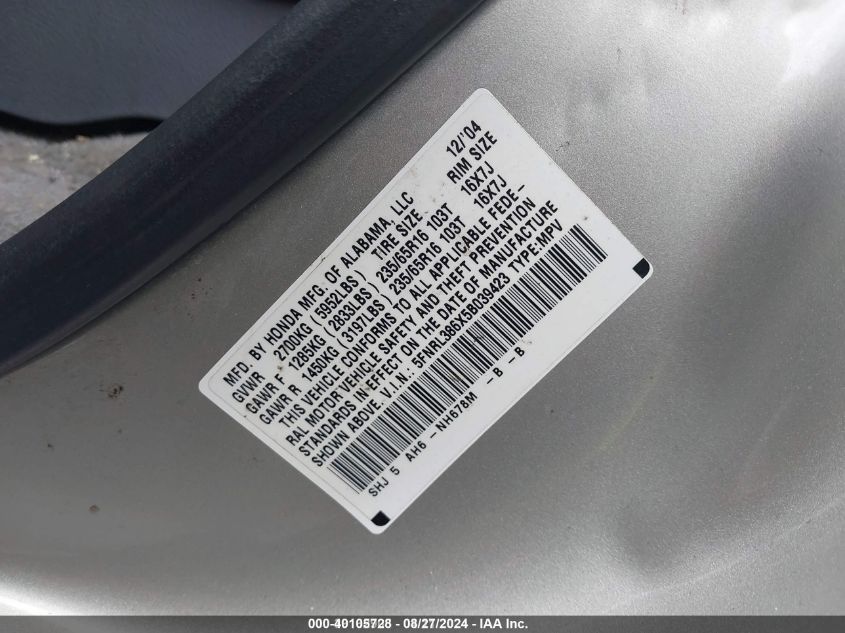 MFD. BY HONDA MFG. OF ALABAMA, LLC 12/'04
GVWR 2700KG (5952LBS) TIRE SIZE RIM SIZE
GAWR F 1285KG (2833LBS) 235/65R16 103T 16X7J
GAWR R 1450KG (3197LBS) 235/65R16 103T 16X7J
THIS VEHICLE CONFORMS TO ALL APPLICABLE FEDE-
RAL MOTOR VEHICLE SAFETY AND THEFT PREVENTION
STANDARDS IN EFFECT ON THE DATE OF MANUFACTURE
SHOWN ABOVE. V.I.N.: 5FNRL386X5B039423 TYPE:MPV
SHJ 5 AH6 - NH678M - B - B
000-40105728 - 08/27/2024 - IAA Inc.